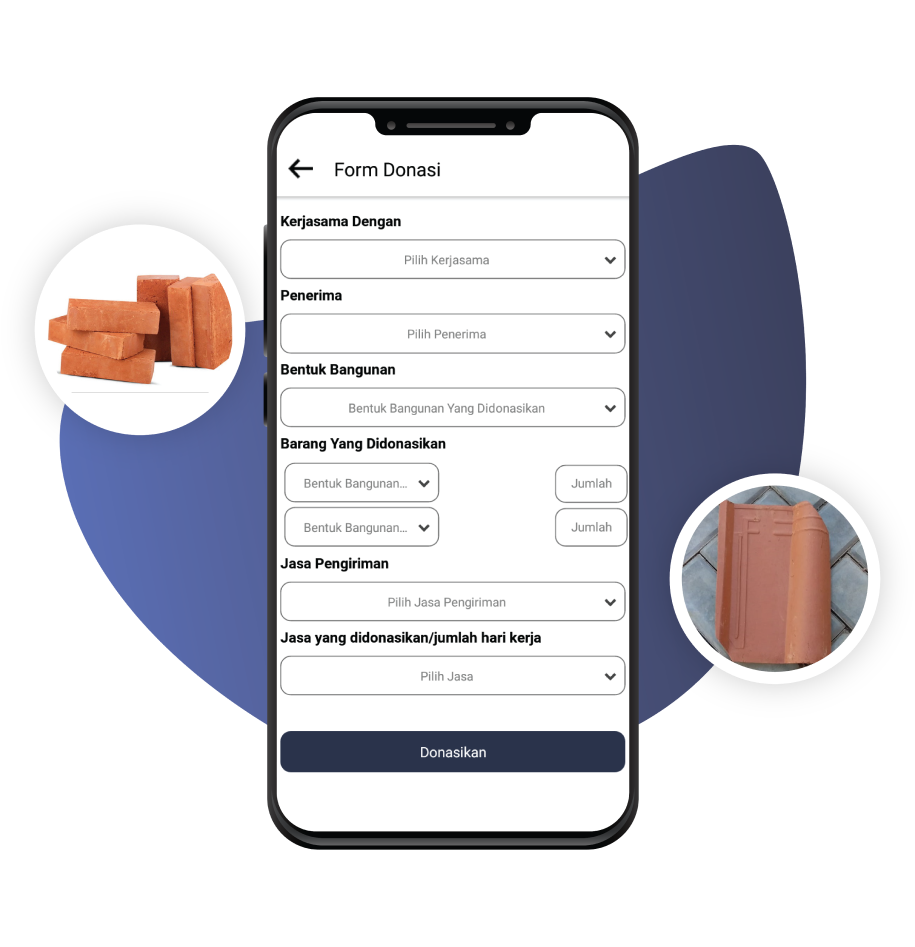 Form Donasi
Kerjasama Dengan
Pilih Kerjasama
Penerima
Pilih Penerima
Bentuk Bangunan
Bentuk Bangunan Yang Didonasikan
Barang Yang Didonasikan
Bentuk Bangunan... Jumlah
Bentuk Bangunan... Jumlah
Jasa Pengiriman
Pilih Jasa Pengiriman
Jasa yang didonasikan/jumlah hari kerja
Pilih Jasa
Donasikan